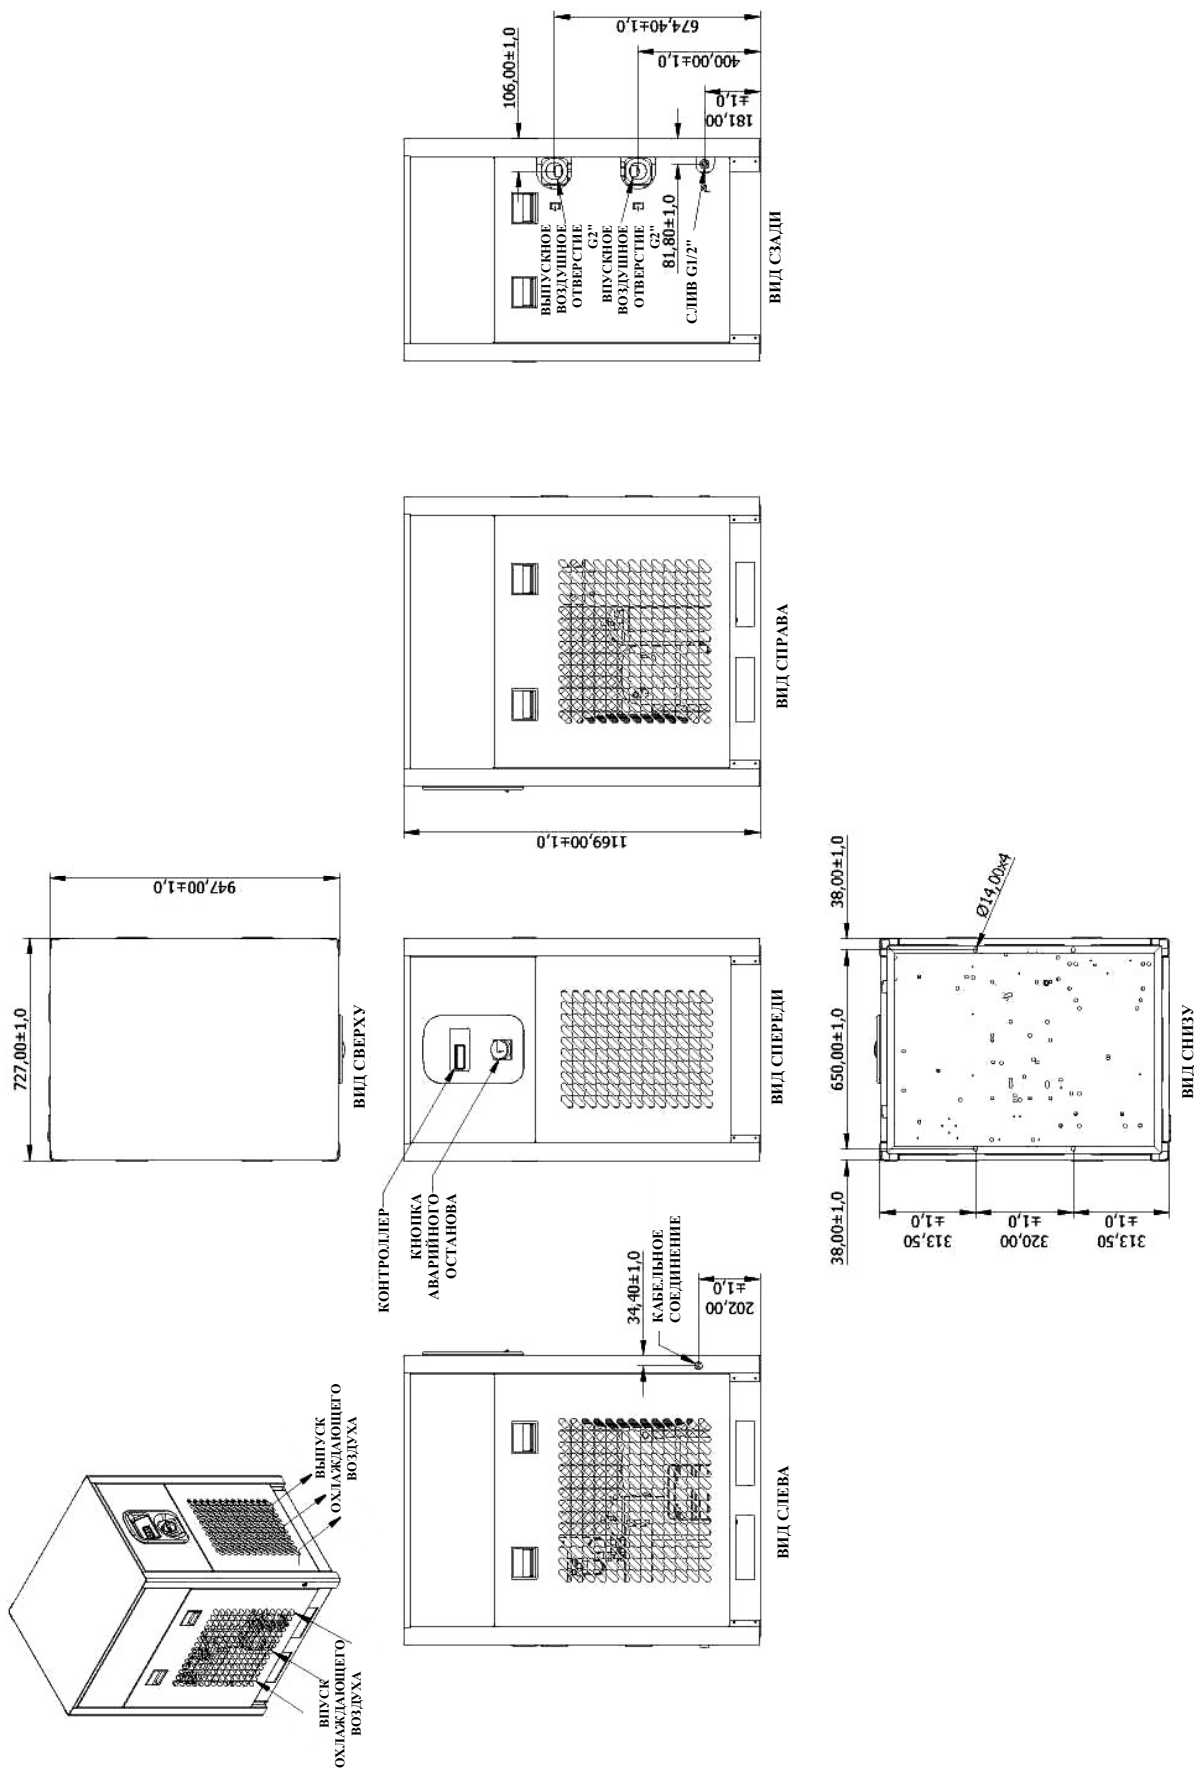 106,00±1,0
674,40±1,0
400,00±1,0
181,00
±1,0
ВЫПУСКНОЕ
ВОЗДУШНОЕ
ОТВЕРСТИЕ
G2"
ВПУСКНОЕ
ВОЗДУШНОЕ
ОТВЕРСТИЕ
G2"
81,80±1,0
СЛИВ G1/2"
ВИД СЗАДИ
ВИД СПРАВА
1169,00±1,0
727,00±1,0
947,00±1,0
ВИД СВЕРХУ
КОНТРОЛЛЕР
КНОПКА
АВАРИЙНОГО
ОСТАНОВА
ВИД СПЕРЕДИ
38,00±1,0
650,00±1,0
38,00±1,0
Ø14,00x4
313,50
±1,0
320,00
±1,0
313,50
±1,0
ВИД СНИЗУ
34,40±1,0
КАБЕЛЬНОЕ
СОЕДИНЕНИЕ
202,00
±1,0
ВИД СЛЕВА
ВЫПУСК
ОХЛАЖДАЮЩЕГО
ВОЗДУХА
ВПУСК
ОХЛАЖДАЮЩЕГО
ВОЗДУХА